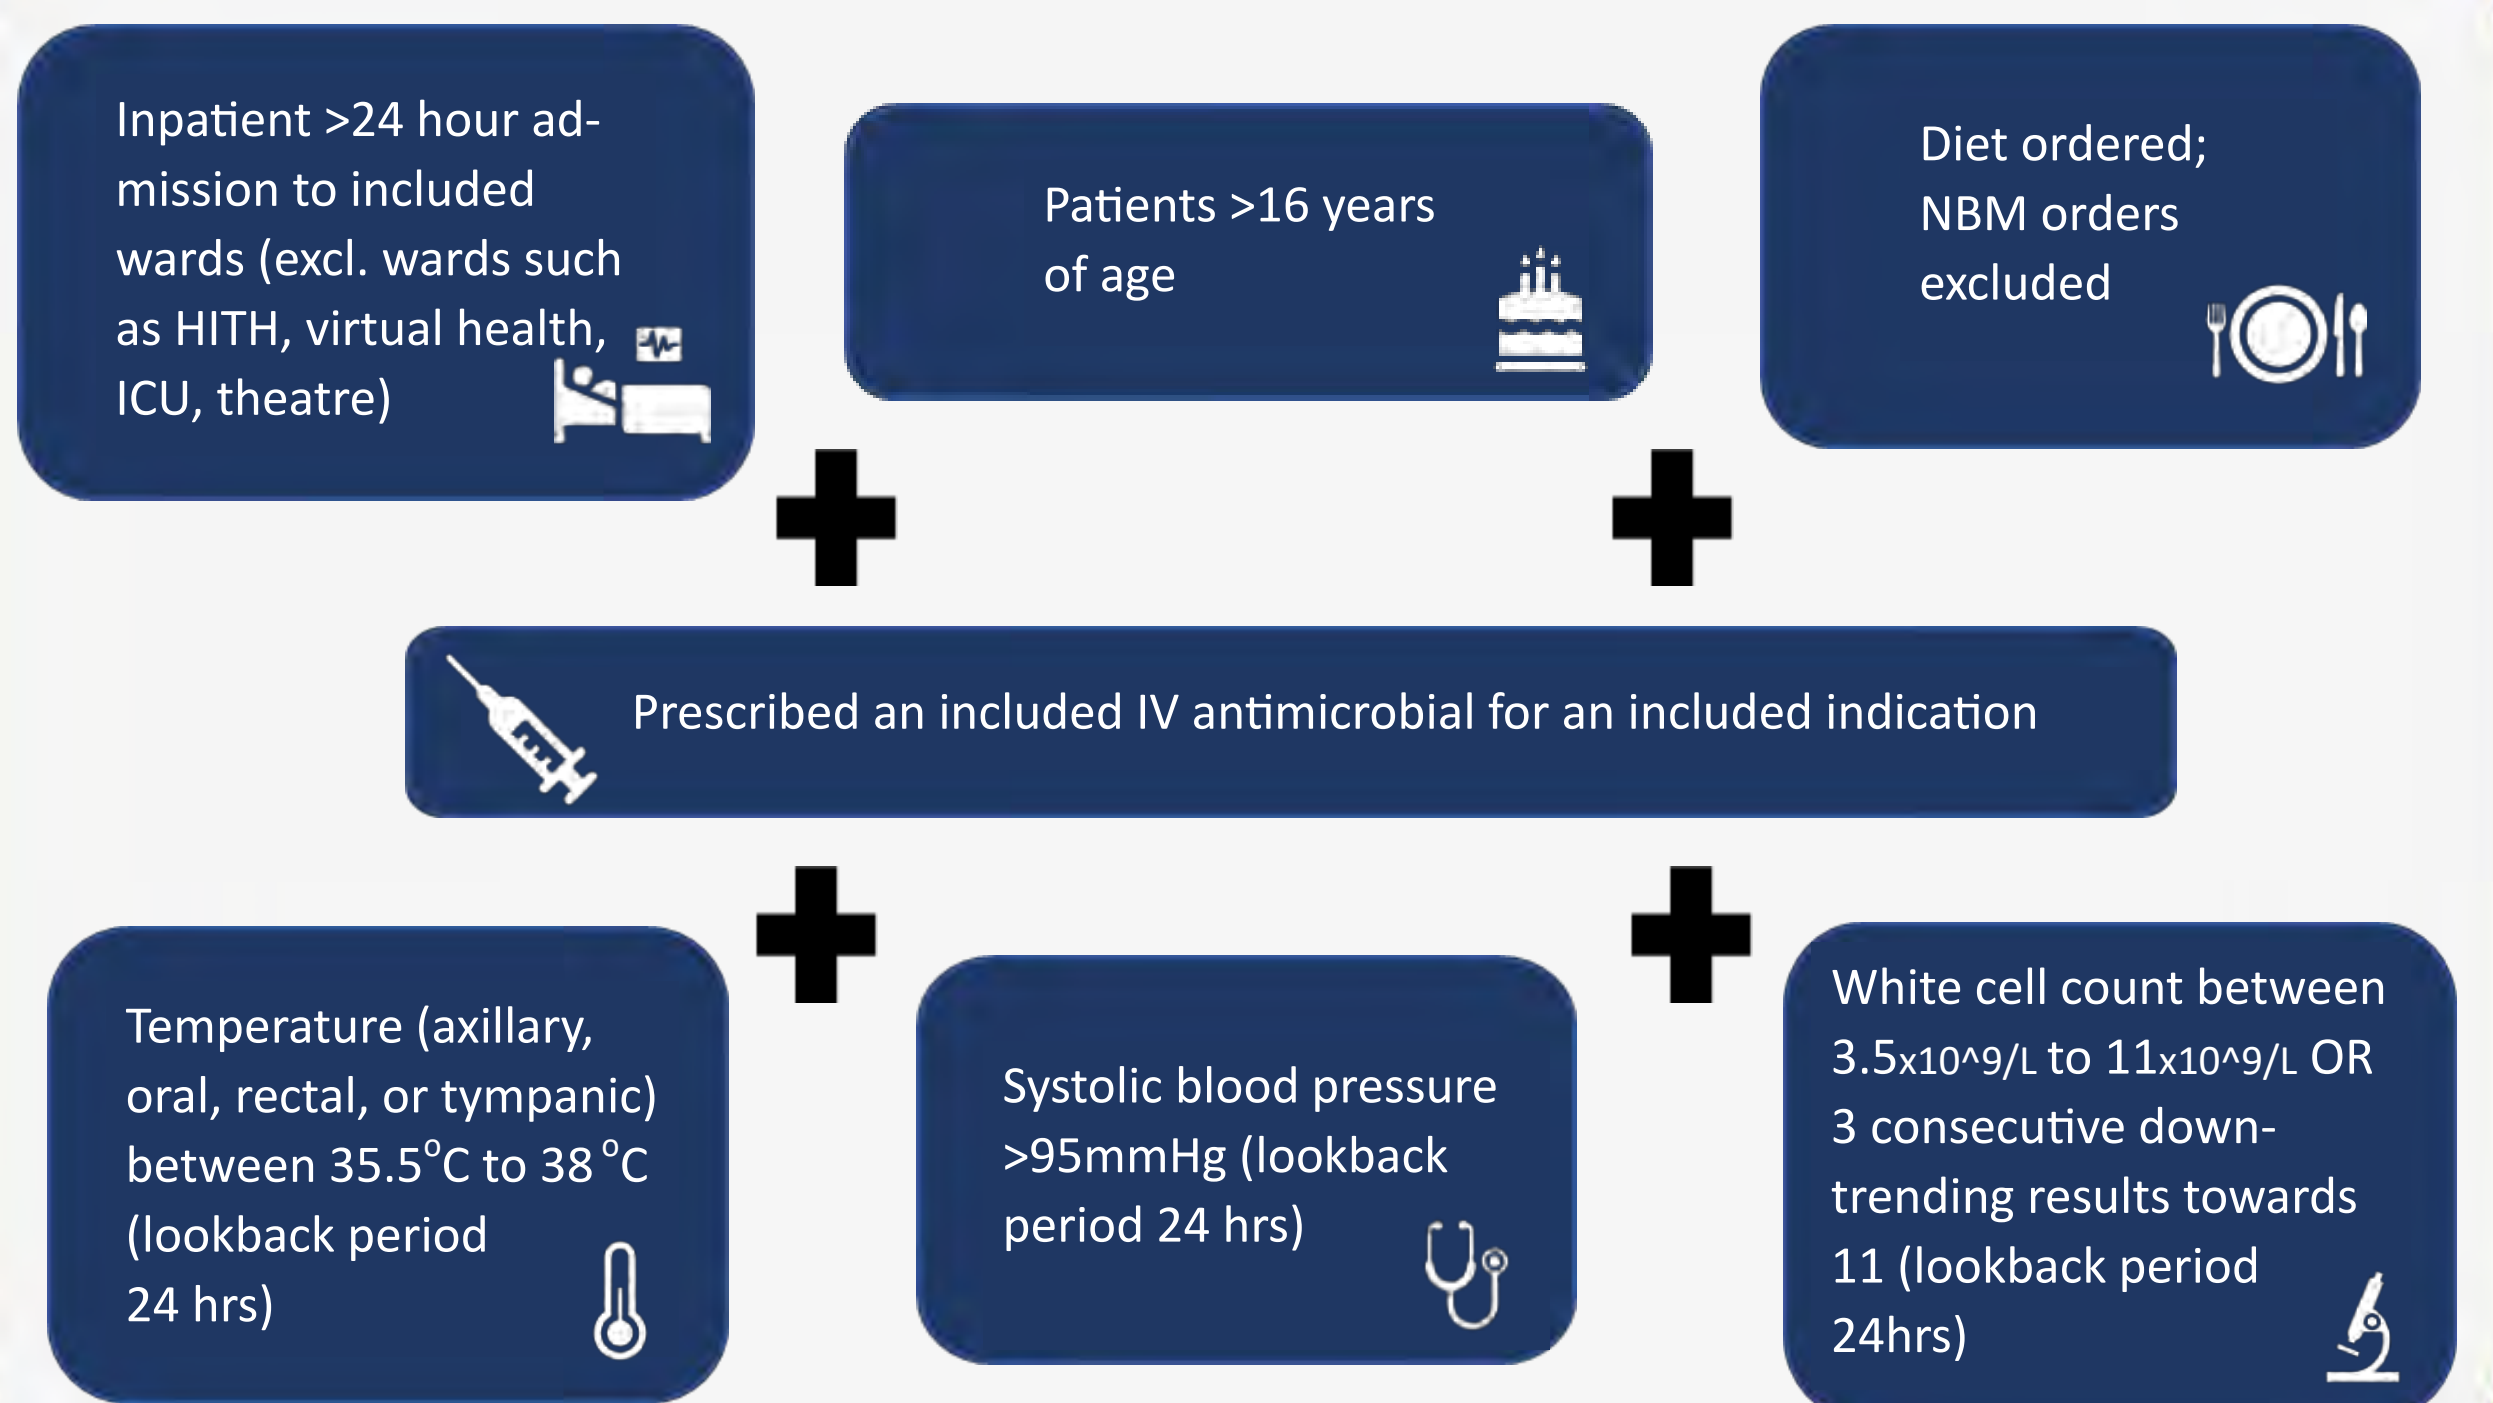 Inpatient >24 hour ad-
mission to included
wards (excl. wards such
as HITH, virtual health,
ICU, theatre)
Patients >16 years
of age
Diet ordered;
NBM orders
excluded
Prescribed an included IV antimicrobial for an included indication
Temperature (axillary,
oral, rectal, or tympanic)
between 35.5°C to 38 °C
(lookback period
24 hrs)
Systolic blood pressure
>95mmHg (lookback
period 24 hrs)
White cell count between
3.5x10^9/L to 11x10^9/L OR
3 consecutive down-
trending results towards
11 (lookback period
24hrs)